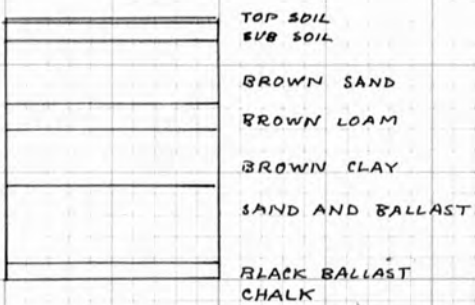 TOP SOIL
SUB SOIL
BROWN SAND
BROWN LOAM
BROWN CLAY
SAND AND BALLAST
BLACK BALLAST
CHALK